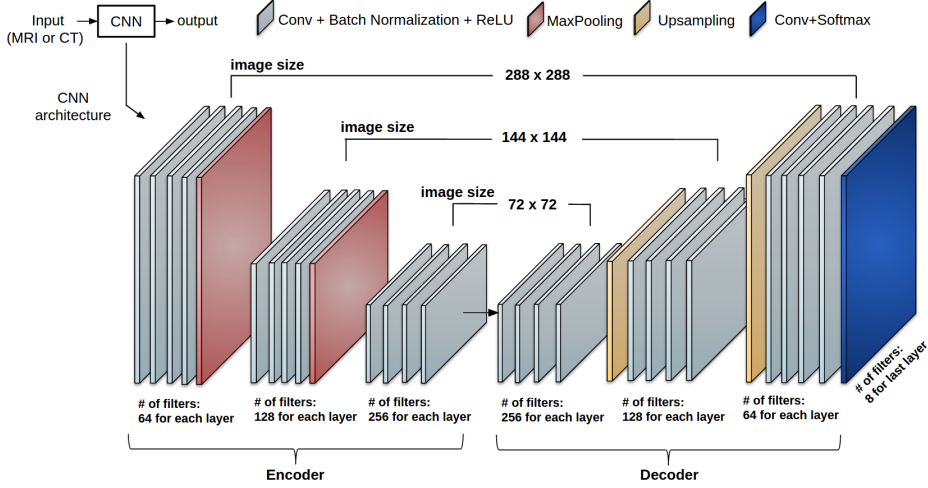 Input
(MRI or CT)
CNN
output
Conv + Batch Normalization + ReLU
MaxPooling
Upsampling
Conv+Softmax
CNN
architecture
image size
288 x 288
image size
144 x 144
image size
72 x 72
# of filters:
64 for each layer
# of filters:
128 for each layer
# of filters:
256 for each layer
# of filters:
256 for each layer
# of filters:
128 for each layer
# of filters:
64 for each layer
# of filters:
8 for last layer
Encoder
Decoder